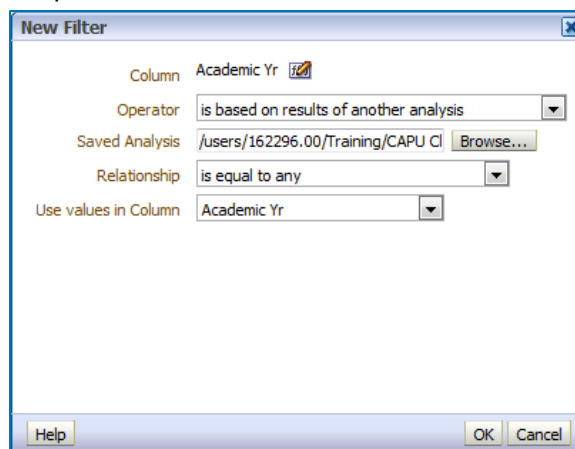 New Filter
Column Academic Yr
Operator is based on results of another analysis
Saved Analysis /users/162296.00/Training/CAPU Cl Browse...
Relationship is equal to any
Use values in Column Academic Yr
Help OK Cancel